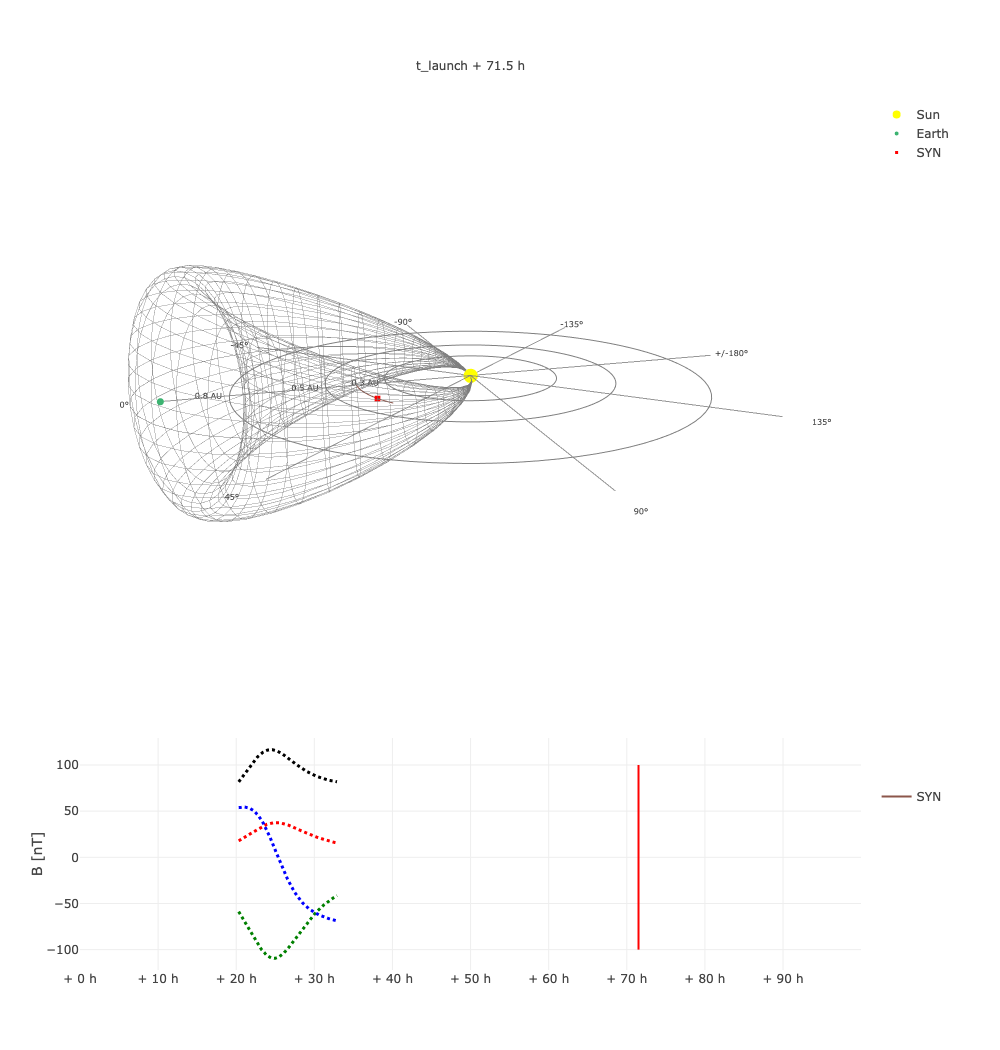 t_launch + 71.5 h
Sun
Earth
SYN
-90°
-135°
-45°
+/-180°
0.3 AU
0.5 AU
0.8 AU
0°
135°
45°
90°
B [nT]
100
50
0
−50
−100
SYN
+ 0 h
+ 10 h
+ 20 h
+ 30 h
+ 40 h
+ 50 h
+ 60 h
+ 70 h
+ 80 h
+ 90 h